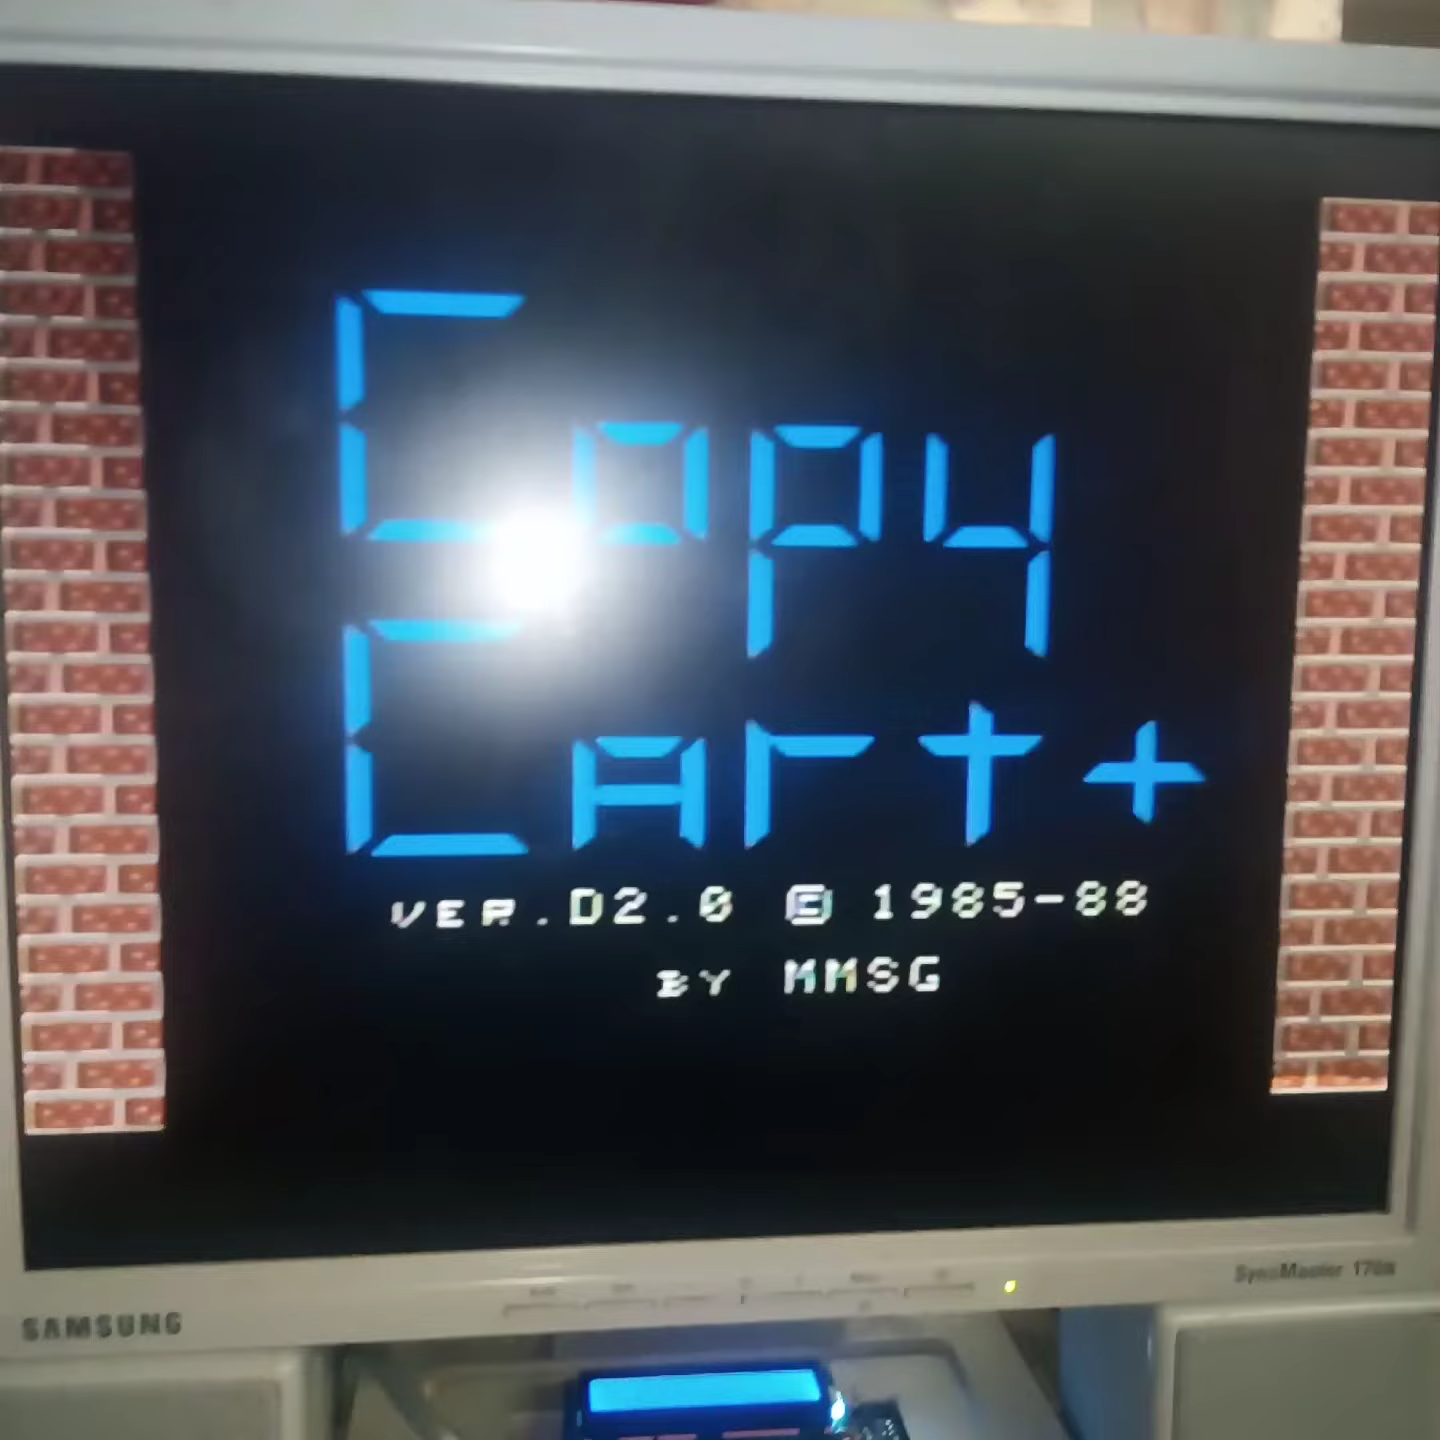 Copy
Cart+
VER.D2.0 © 1985-88
BY MMSG
SyncMaster 170N
SAMSUNG